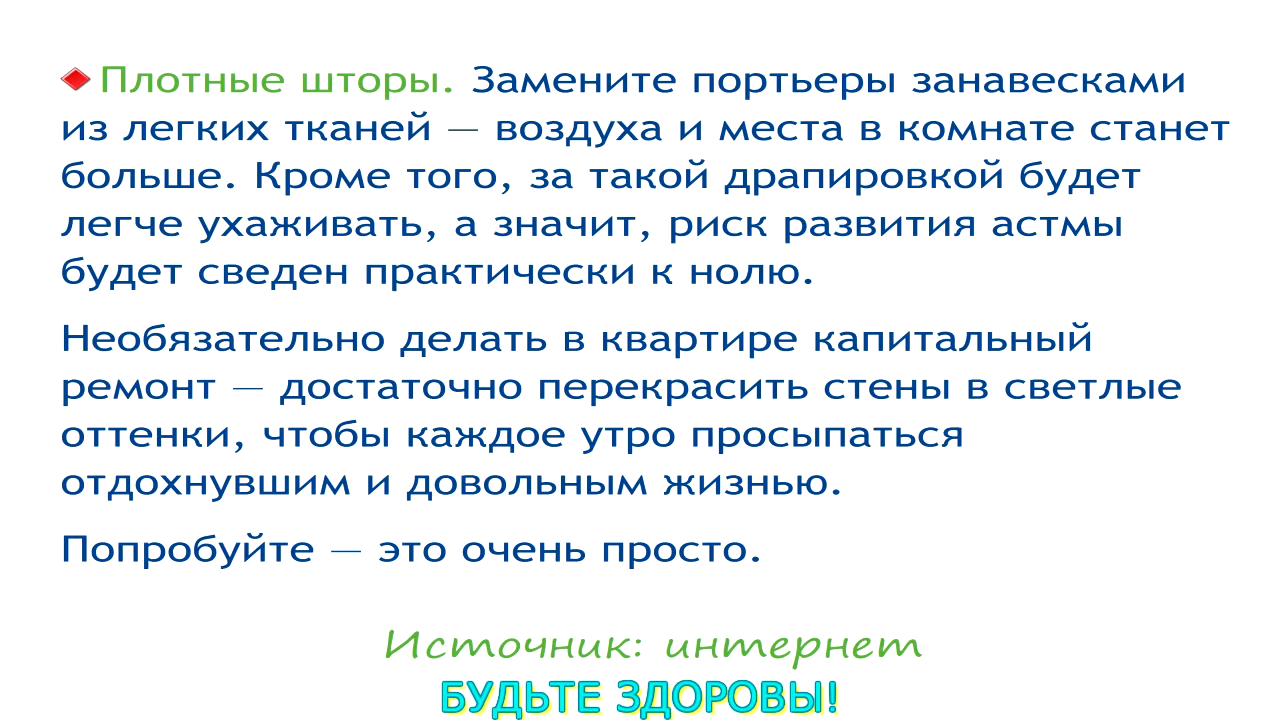 Плотные шторы. Замените портьеры занавесками
из легких тканей — воздуха и места в комнате станет
больше. Кроме того, за такой драпировкой будет
легче ухаживать, а значит, риск развития астмы
будет сведен практически к нолю.
Необязательно делать в квартире капитальный
ремонт — достаточно перекрасить стены в светлые
оттенки, чтобы каждое утро просыпаться
отдохнувшим и довольным жизнью.
Попробуйте — это очень просто.
Источник: интернет
БУДЬТЕ ЗДОРОВЫ!